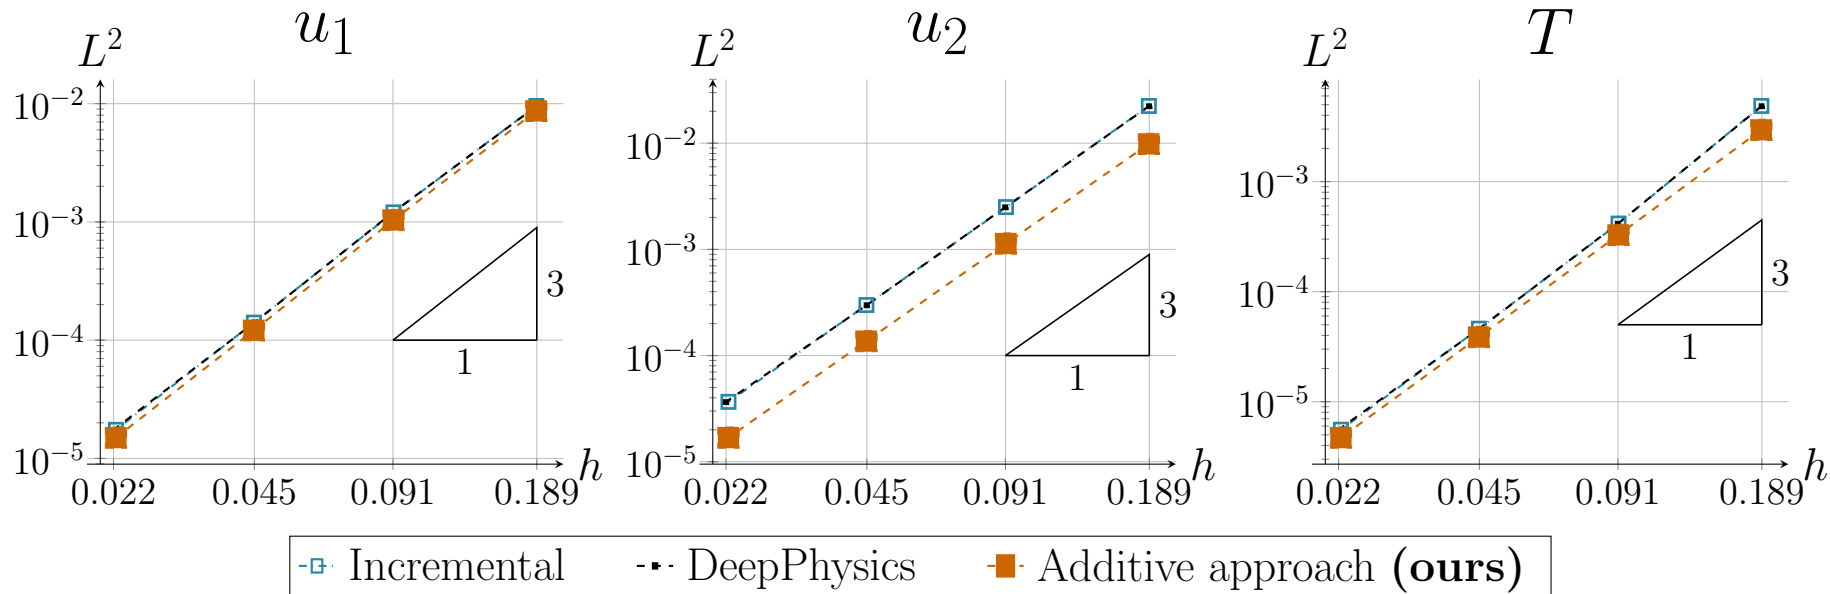 u₁
L²
10⁻²
10⁻³
10⁻⁴
10⁻⁵
3
1
h
0.022 0.045 0.091 0.189
u₂
L²
10⁻²
10⁻³
10⁻⁴
10⁻⁵
3
1
h
0.022 0.045 0.091 0.189
T
L²
10⁻³
10⁻⁴
10⁻⁵
3
1
h
0.022 0.045 0.091 0.189
Incremental DeepPhysics Additive approach (ours)